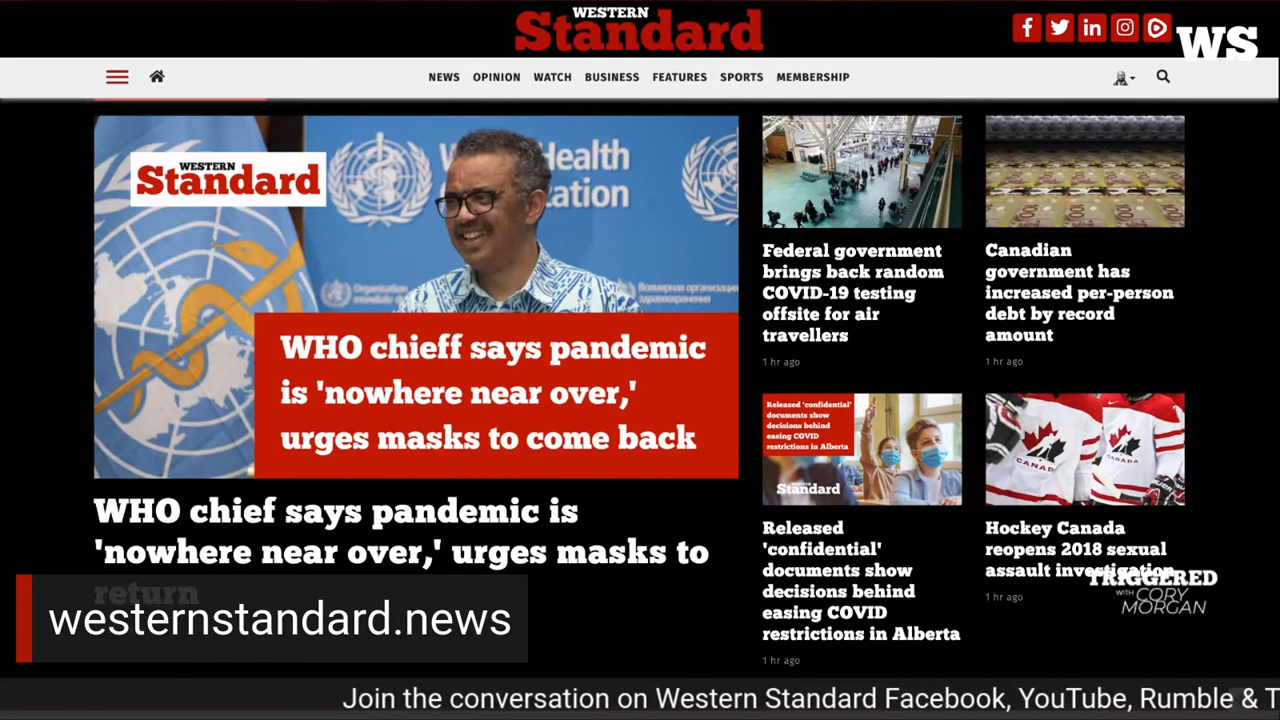 WESTERN
Standard
WS
NEWS OPINION WATCH BUSINESS FEATURES SPORTS MEMBERSHIP
WESTERN
Standard
WHO chieff says pandemic
is 'nowhere near over,'
urges masks to come back
WHO chief says pandemic is
'nowhere near over,' urges masks to
return
Federal government
brings back random
COVID-19 testing
offsite for air
travellers
1 hr ago
Canadian
government has
increased per-person
debt by record
amount
1 hr ago
Released 'confidential'
documents show
decisions behind
easing COVID
restrictions in Alberta
WESTERN
Standard
Released
'confidential'
documents show
decisions behind
easing COVID
restrictions in Alberta
1 hr ago
CANADA
CANADA
Hockey Canada
reopens 2018 sexual
assault investigation
1 hr ago
TRIGGERED
WITH CORY
MORGAN
westernstandard.news
Join the conversation on Western Standard Facebook, YouTube, Rumble & T